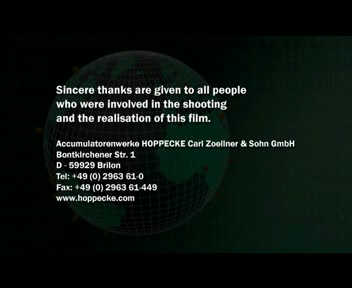 Sincere thanks are given to all people
who were involved in the shooting
and the realisation of this film.
Accumulatorenwerke HOPPECKE Carl Zoellner & Sohn GmbH
Bontkirchener Str. 1
D - 59929 Brilon
Tel: +49 (0) 2963 61-0
Fax: +49 (0) 2963 61-449
www.hoppecke.com